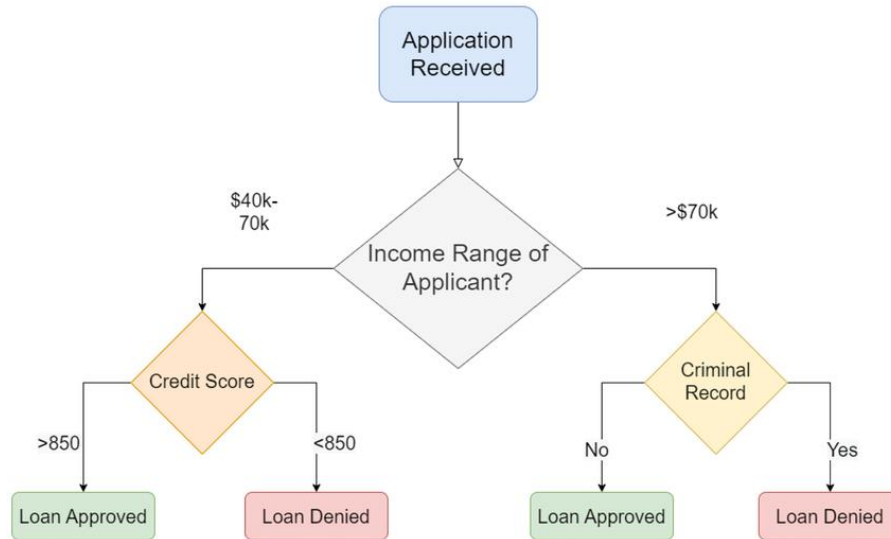 Application
Received
$40k-
70k
>$70k
Income Range of
Applicant?
Credit Score
Criminal
Record
>850
<850
No
Yes
Loan Approved
Loan Denied
Loan Approved
Loan Denied